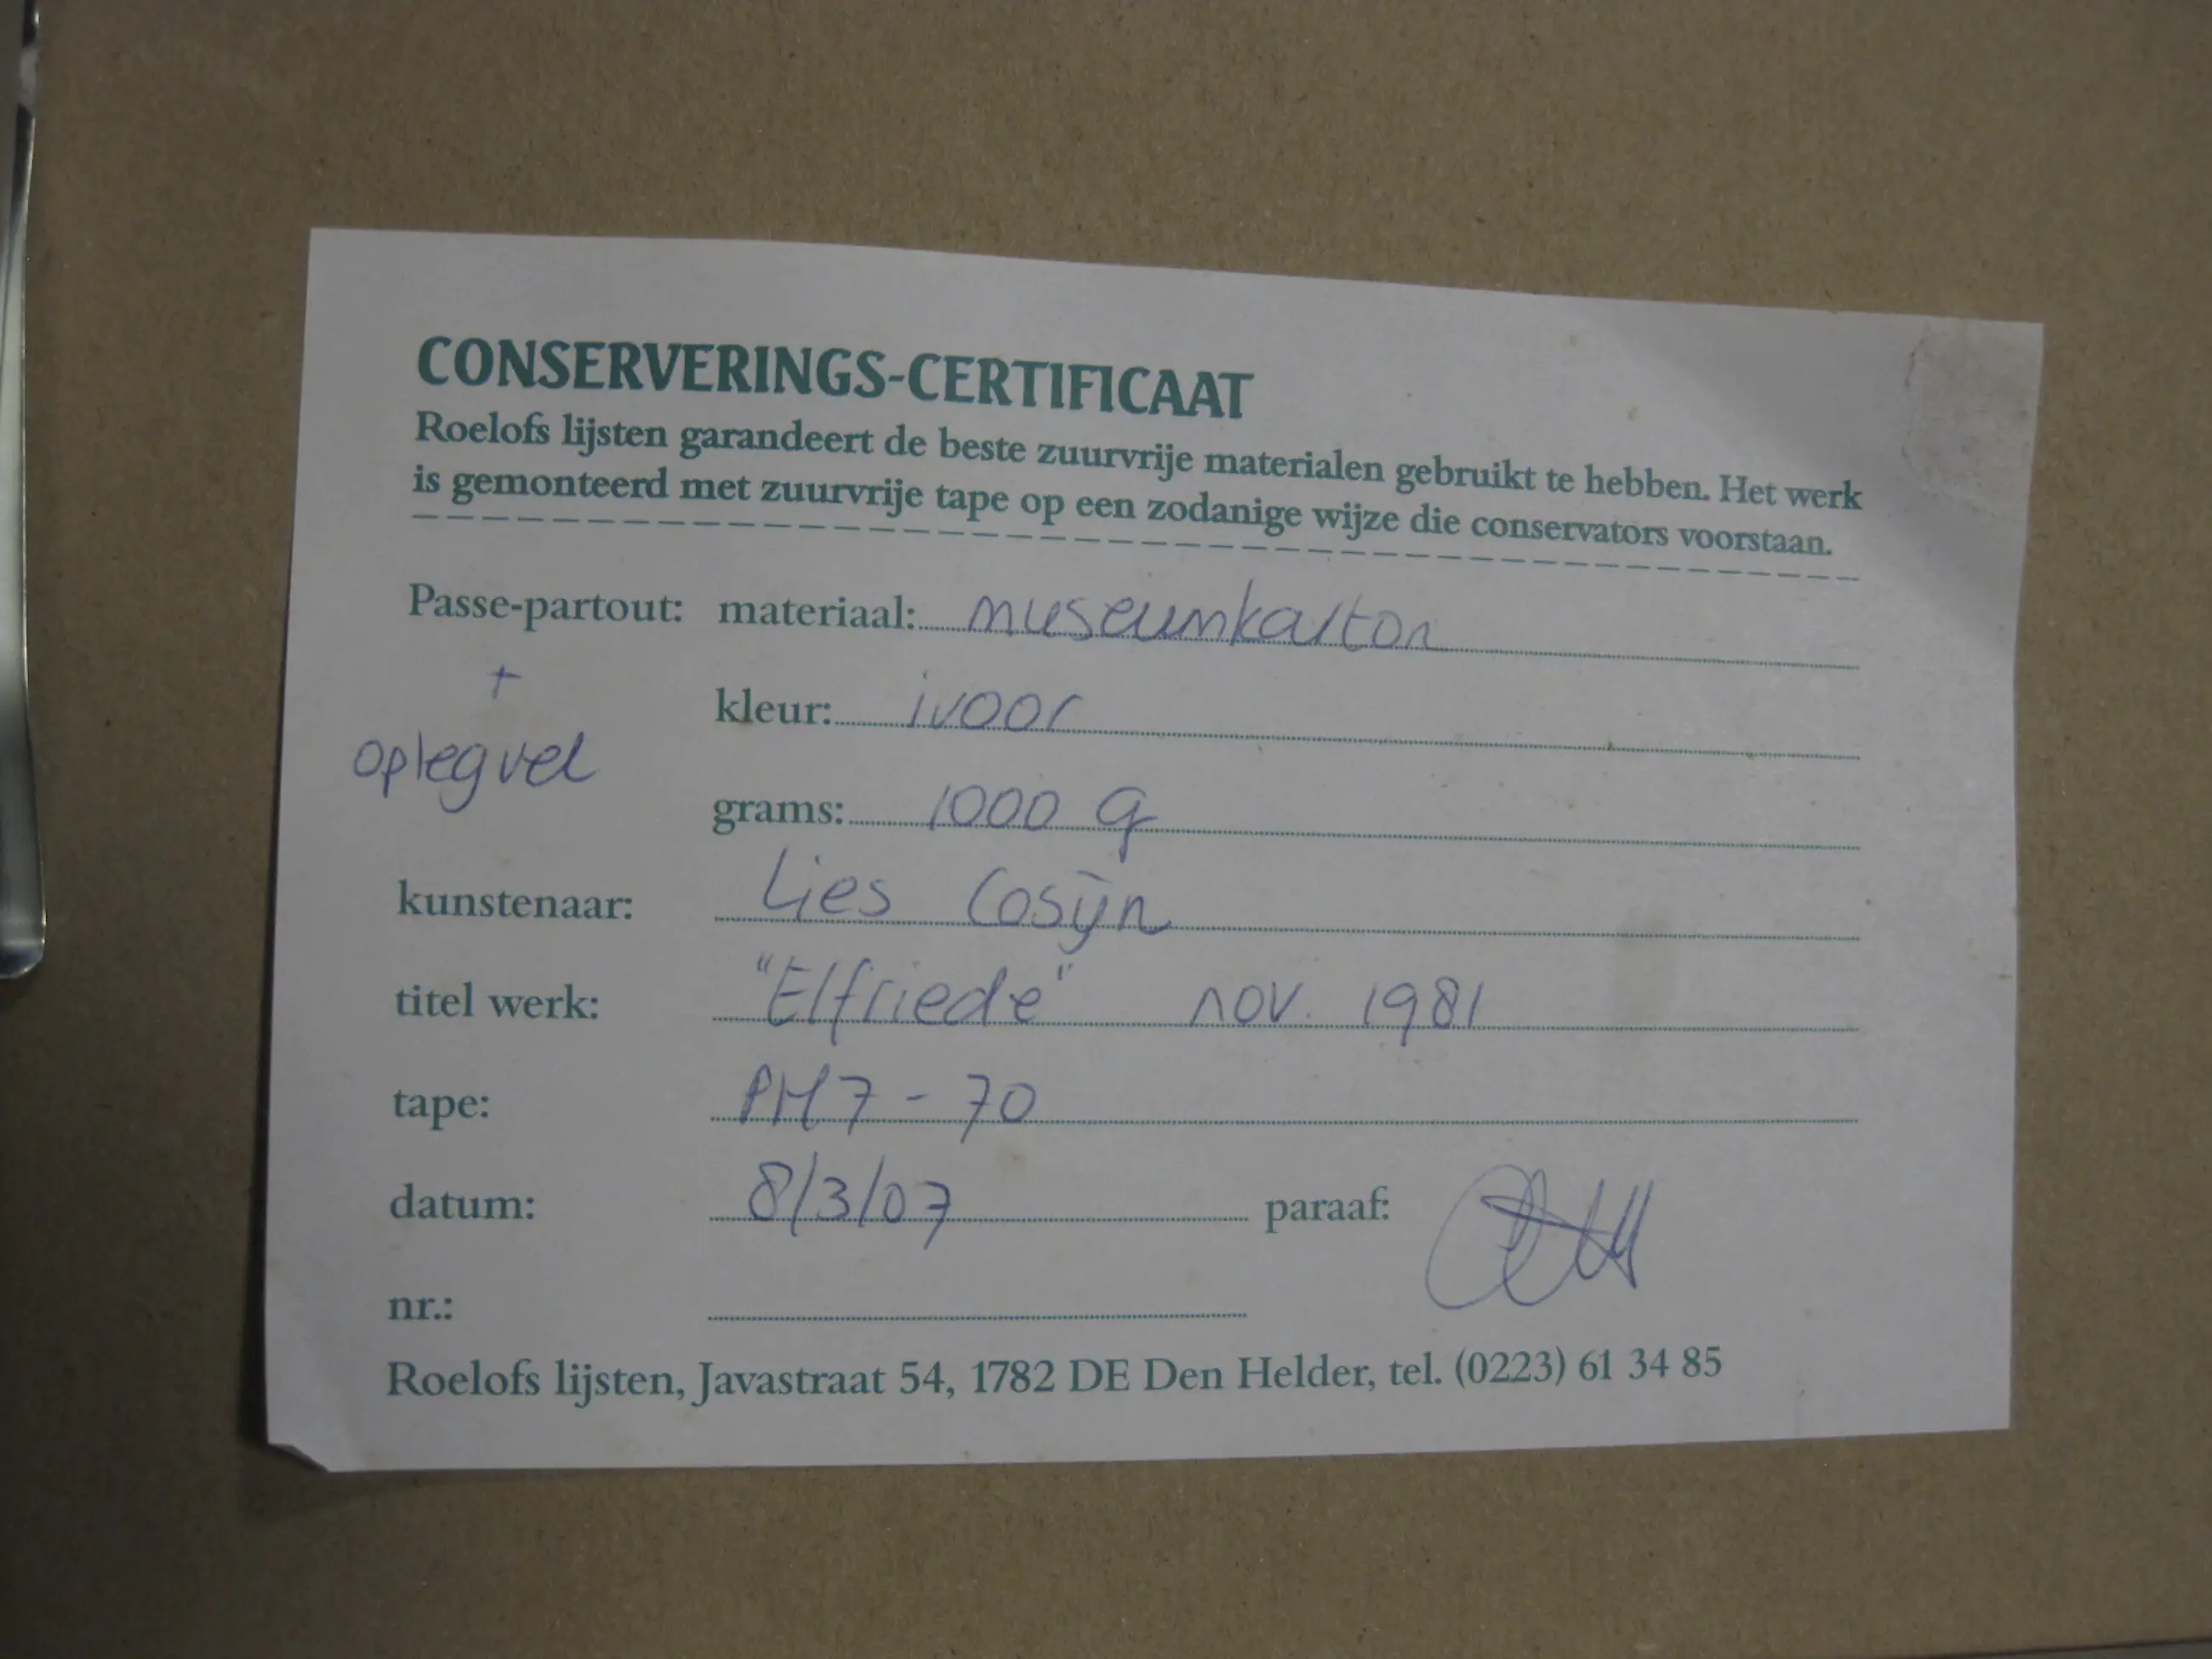 CONSERVERINGS-CERTIFICAAT
Roelofs lijsten garandeert de beste zuurvrije materialen gebruikt te hebben. Het werk
is gemonteerd met zuurvrije tape op een zodanige wijze die conservators voorstaan.
Passe-partout: materiaal: museumkarton
+
kleur: ivoor
oplegvel
grams: 1000 g
kunstenaar: Lies Cosijn
titel werk: "Elfriede" nov. 1981
tape: PH7-70
datum: 8/3/07 paraaf:
nr.:
Roelofs lijsten, Javastraat 54, 1782 DE Den Helder, tel. (0223) 61 34 85